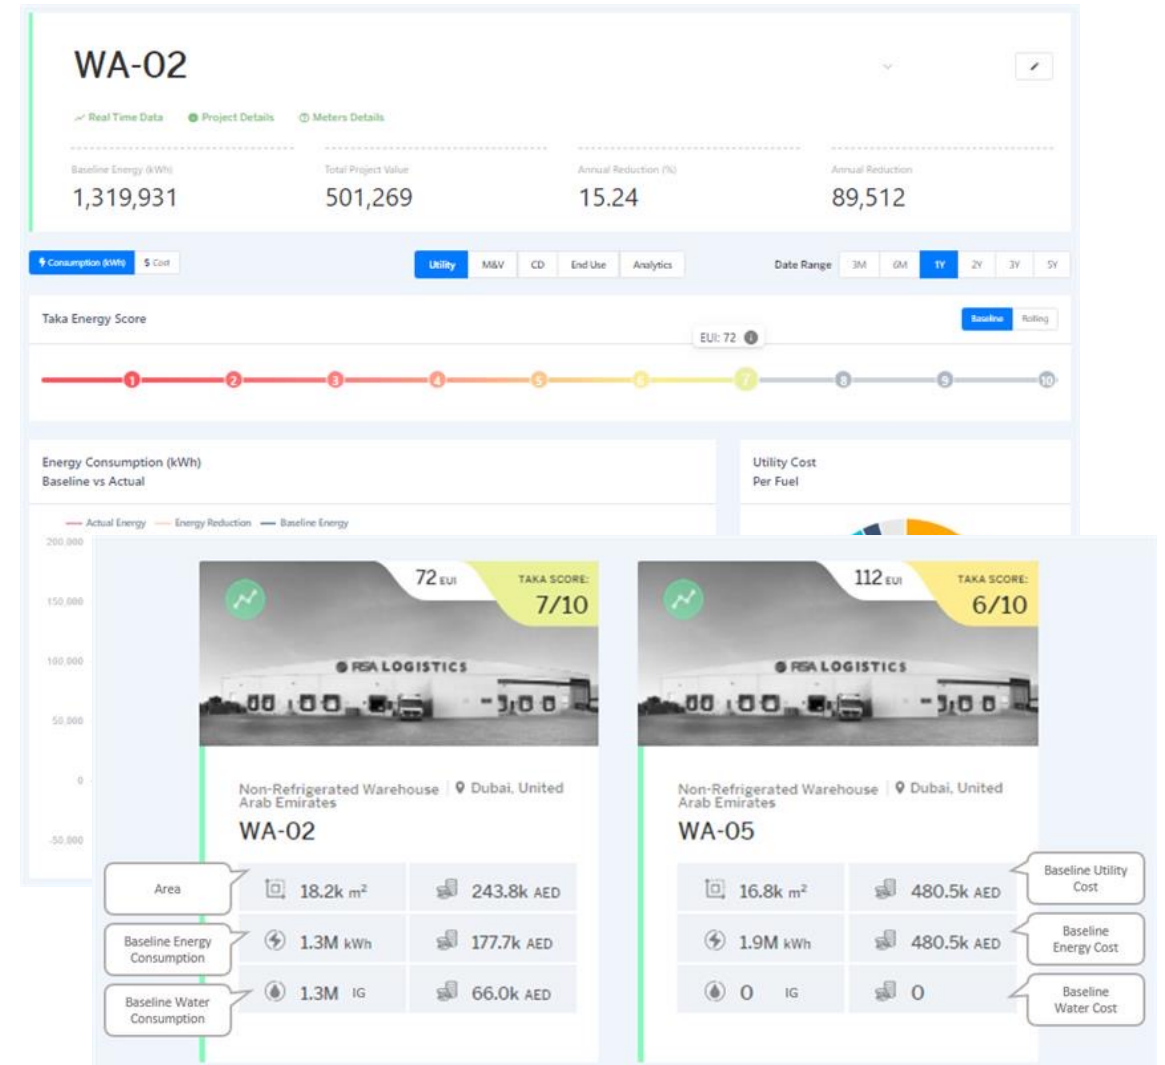 WA-02
Real Time Data
Project Details
Meters Details
Baseline Energy (kWh)
Total Project Value
Annual Reduction (%)
Annual Reduction
1,319,931
501,269
15.24
89,512
Consumption (kWh)
$ Cost
Utility
M&V
CD
End Use
Analytics
Date Range
3M
6M
1Y
2Y
3Y
5Y
Taka Energy Score
Baseline
Rolling
EUI: 72
1
2
3
4
5
6
7
8
9
10
Energy Consumption (kWh)
Baseline vs Actual
Utility Cost
Per Fuel
Actual Energy
Energy Reduction
Baseline Energy
200,000
150,000
100,000
50,000
0
-50,000
72 EUI
TAKA SCORE:
7/10
RSA LOGISTICS
Non-Refrigerated Warehouse
Dubai, United
Arab Emirates
WA-02
Area
18.2k m²
243.8k AED
Baseline Energy
Consumption
1.3M kWh
177.7k AED
Baseline Water
Consumption
1.3M IG
66.0k AED
112 EUI
TAKA SCORE:
6/10
RSA LOGISTICS
Non-Refrigerated Warehouse
Dubai, United
Arab Emirates
WA-05
16.8k m²
480.5k AED
Baseline Utility
Cost
1.9M kWh
480.5k AED
Baseline
Energy Cost
0 IG
0
Baseline
Water Cost